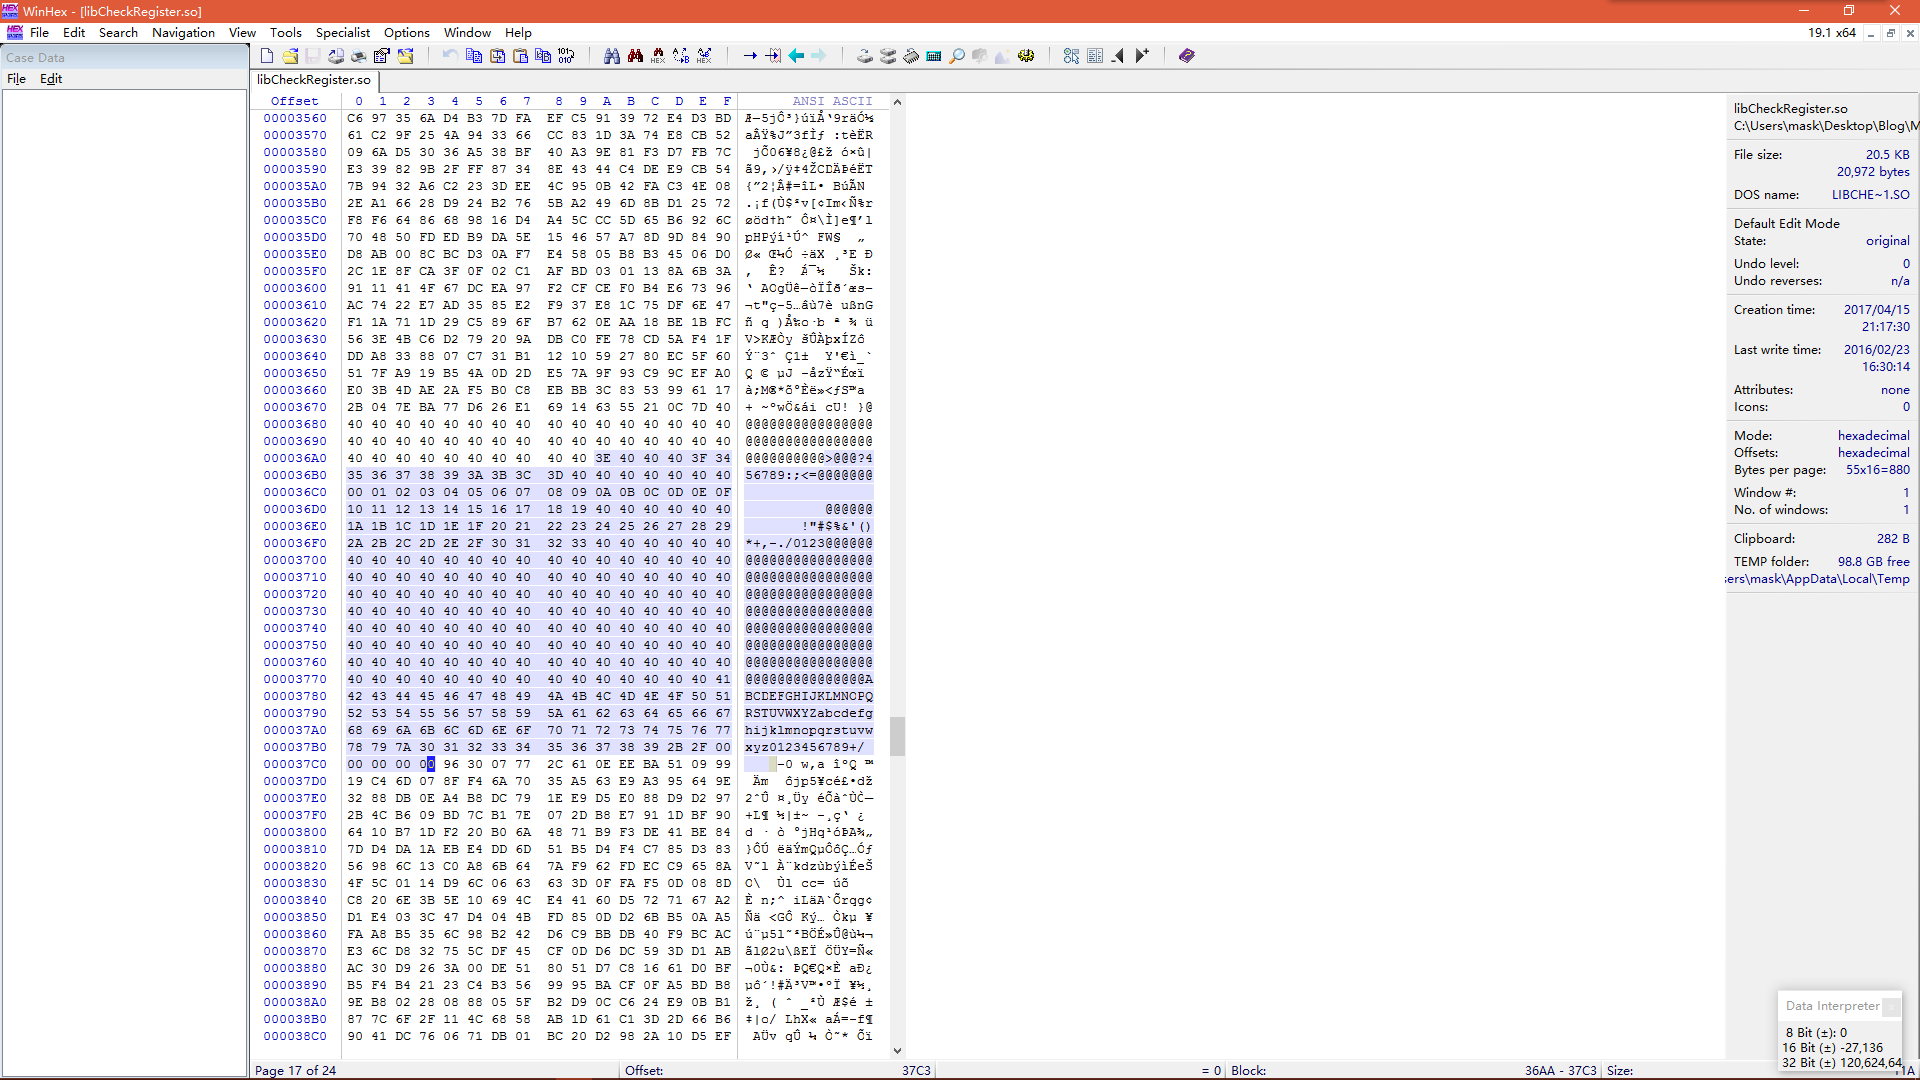 WinHex - [libCheckRegister.so]
File Edit Search Navigation View Tools Specialist Options Window Help
19.1 x64
Case Data
File Edit
libCheckRegister.so
Offset 0 1 2 3 4 5 6 7 8 9 A B C D E F ANSI ASCII
00003560 C6 97 35 6A D4 B3 7D FA EF C5 91 39 72 E4 D3 BD
00003570 61 C2 9F 25 4A 94 33 66 CC 83 1D 3A 74 E8 CB 52
00003580 09 6A D5 30 36 A5 38 BF 40 A3 9E 81 F3 D7 FB 7C
00003590 E3 39 82 9B 2F FF 87 34 8E 43 44 C4 DE E9 CB 54
000035A0 7B 94 32 A6 C2 23 3D EE 4C 95 0B 42 FA C3 4E 08
000035B0 2E A1 66 28 D9 24 B2 76 5B A2 49 6D 8B D1 25 72
000035C0 F8 F6 64 86 68 98 16 D4 A4 5C CC 5D 65 B6 92 6C
000035D0 70 48 50 FD ED B9 DA 5E 15 46 57 A7 8D 9D 84 90
000035E0 D8 AB 00 8C BC D3 0A F7 E4 58 05 B8 B3 45 06 D0
000035F0 2C 1E 8F CA 3F 0F 02 C1 AF BD 03 01 13 8A 6B 3A
00003600 91 11 41 4F 67 DC EA 97 F2 CF CE F0 B4 E6 73 96
00003610 AC 74 22 E7 AD 35 85 E2 F9 37 E8 1C 75 DF 6E 47
00003620 F1 1A 71 1D 29 C5 89 6F B7 62 0E AA 18 BE 1B FC
00003630 56 3E 4B C6 D2 79 20 9A DB C0 FE 78 CD 5A F4 1F
00003640 DD A8 33 88 07 C7 31 B1 12 10 59 27 80 EC 5F 60
00003650 51 7F A9 19 B5 4A 0D 2D E5 7A 9F 93 C9 9C EF A0
00003660 E0 3B 4D AE 2A F5 B0 C8 EB BB 3C 83 53 99 61 17
00003670 2B 04 7E BA 77 D6 26 E1 69 14 63 55 21 0C 7D 40
00003680 40 40 40 40 40 40 40 40 40 40 40 40 40 40 40 40 @@@@@@@@@@@@@@@@
00003690 40 40 40 40 40 40 40 40 40 40 40 40 40 40 40 40 @@@@@@@@@@@@@@@@
000036A0 40 40 40 40 40 40 40 40 40 40 3E 40 40 40 3F 34 @@@@@@@@@@>@@@?4
000036B0 35 36 37 38 39 3A 3B 3C 3D 40 40 40 40 40 40 40 56789:;<=@@@@@@@
000036C0 00 01 02 03 04 05 06 07 08 09 0A 0B 0C 0D 0E 0F
000036D0 10 11 12 13 14 15 16 17 18 19 40 40 40 40 40 40 @@@@@@
000036E0 1A 1B 1C 1D 1E 1F 20 21 22 23 24 25 26 27 28 29 !"#$%&'()
000036F0 2A 2B 2C 2D 2E 2F 30 31 32 33 40 40 40 40 40 40 *+,-./0123@@@@@@
00003700 40 40 40 40 40 40 40 40 40 40 40 40 40 40 40 40 @@@@@@@@@@@@@@@@
00003710 40 40 40 40 40 40 40 40 40 40 40 40 40 40 40 40 @@@@@@@@@@@@@@@@
00003720 40 40 40 40 40 40 40 40 40 40 40 40 40 40 40 40 @@@@@@@@@@@@@@@@
00003730 40 40 40 40 40 40 40 40 40 40 40 40 40 40 40 40 @@@@@@@@@@@@@@@@
00003740 40 40 40 40 40 40 40 40 40 40 40 40 40 40 40 40 @@@@@@@@@@@@@@@@
00003750 40 40 40 40 40 40 40 40 40 40 40 40 40 40 40 40 @@@@@@@@@@@@@@@@
00003760 40 40 40 40 40 40 40 40 40 40 40 40 40 40 40 40 @@@@@@@@@@@@@@@@
00003770 40 40 40 40 40 40 40 40 40 40 40 40 40 40 40 41 @@@@@@@@@@@@@@@A
00003780 42 43 44 45 46 47 48 49 4A 4B 4C 4D 4E 4F 50 51 BCDEFGHIJKLMNOPQ
00003790 52 53 54 55 56 57 58 59 5A 61 62 63 64 65 66 67 RSTUVWXYZabcdefg
000037A0 68 69 6A 6B 6C 6D 6E 6F 70 71 72 73 74 75 76 77 hijklmnopqrstuvw
000037B0 78 79 7A 30 31 32 33 34 35 36 37 38 39 2B 2F 00 xyz0123456789+/
000037C0 00 00 00 00 96 30 07 77 2C 61 0E EE BA 51 09 99
000037D0 19 C4 6D 07 8F F4 6A 70 35 A5 63 E9 A3 95 64 9E
000037E0 32 88 DB 0E A4 B8 DC 79 1E E9 D5 E0 88 D9 D2 97
000037F0 2B 4C B6 09 BD 7C B1 7E 07 2D B8 E7 91 1D BF 90
00003800 64 10 B7 1D F2 20 B0 6A 48 71 B9 F3 DE 41 BE 84
00003810 7D D4 DA 1A EB E4 DD 6D 51 B5 D4 F4 C7 85 D3 83
00003820 56 98 6C 13 C0 A8 6B 64 7A F9 62 FD EC C9 65 8A
00003830 4F 5C 01 14 D9 6C 06 63 63 3D 0F FA F5 0D 08 8D
00003840 C8 20 6E 3B 5E 10 69 4C E4 41 60 D5 72 71 67 A2
00003850 D1 E4 03 3C 47 D4 04 4B FD 85 0D D2 6B B5 0A A5
00003860 FA A8 B5 35 6C 98 B2 42 D6 C9 BB DB 40 F9 BC AC
00003870 E3 6C D8 32 75 5C DF 45 CF 0D D6 DC 59 3D D1 AB
00003880 AC 30 D9 26 3A 00 DE 51 80 51 D7 C8 16 61 D0 BF
00003890 B5 F4 B4 21 23 C4 B3 56 99 95 BA CF 0F A5 BD B8
000038A0 9E B8 02 28 08 88 05 5F B2 D9 0C C6 24 E9 0B B1
000038B0 87 7C 6F 2F 11 4C 68 58 AB 1D 61 C1 3D 2D 66 B6
000038C0 90 41 DC 76 06 71 DB 01 BC 20 D2 98 2A 10 D5 EF
libCheckRegister.so
C:\Users\mask\Desktop\Blog\M
File size: 20.5 KB
20,972 bytes
DOS name: LIBCHE~1.SO
Default Edit Mode
State: original
Undo level: 0
Undo reverses: n/a
Creation time: 2017/04/15
21:17:30
Last write time: 2016/02/23
16:30:14
Attributes: none
Icons: 0
Mode: hexadecimal
Offsets: hexadecimal
Bytes per page: 55x16=880
Window #: 1
No. of windows: 1
Clipboard: 282 B
TEMP folder: 98.8 GB free
sers\mask\AppData\Local\Temp
Data Interpreter
8 Bit (±): 0
16 Bit (±) -27,136
32 Bit (±) 120,624,64
Page 17 of 24 Offset: 37C3 = 0 Block: 36AA - 37C3 Size: 11A